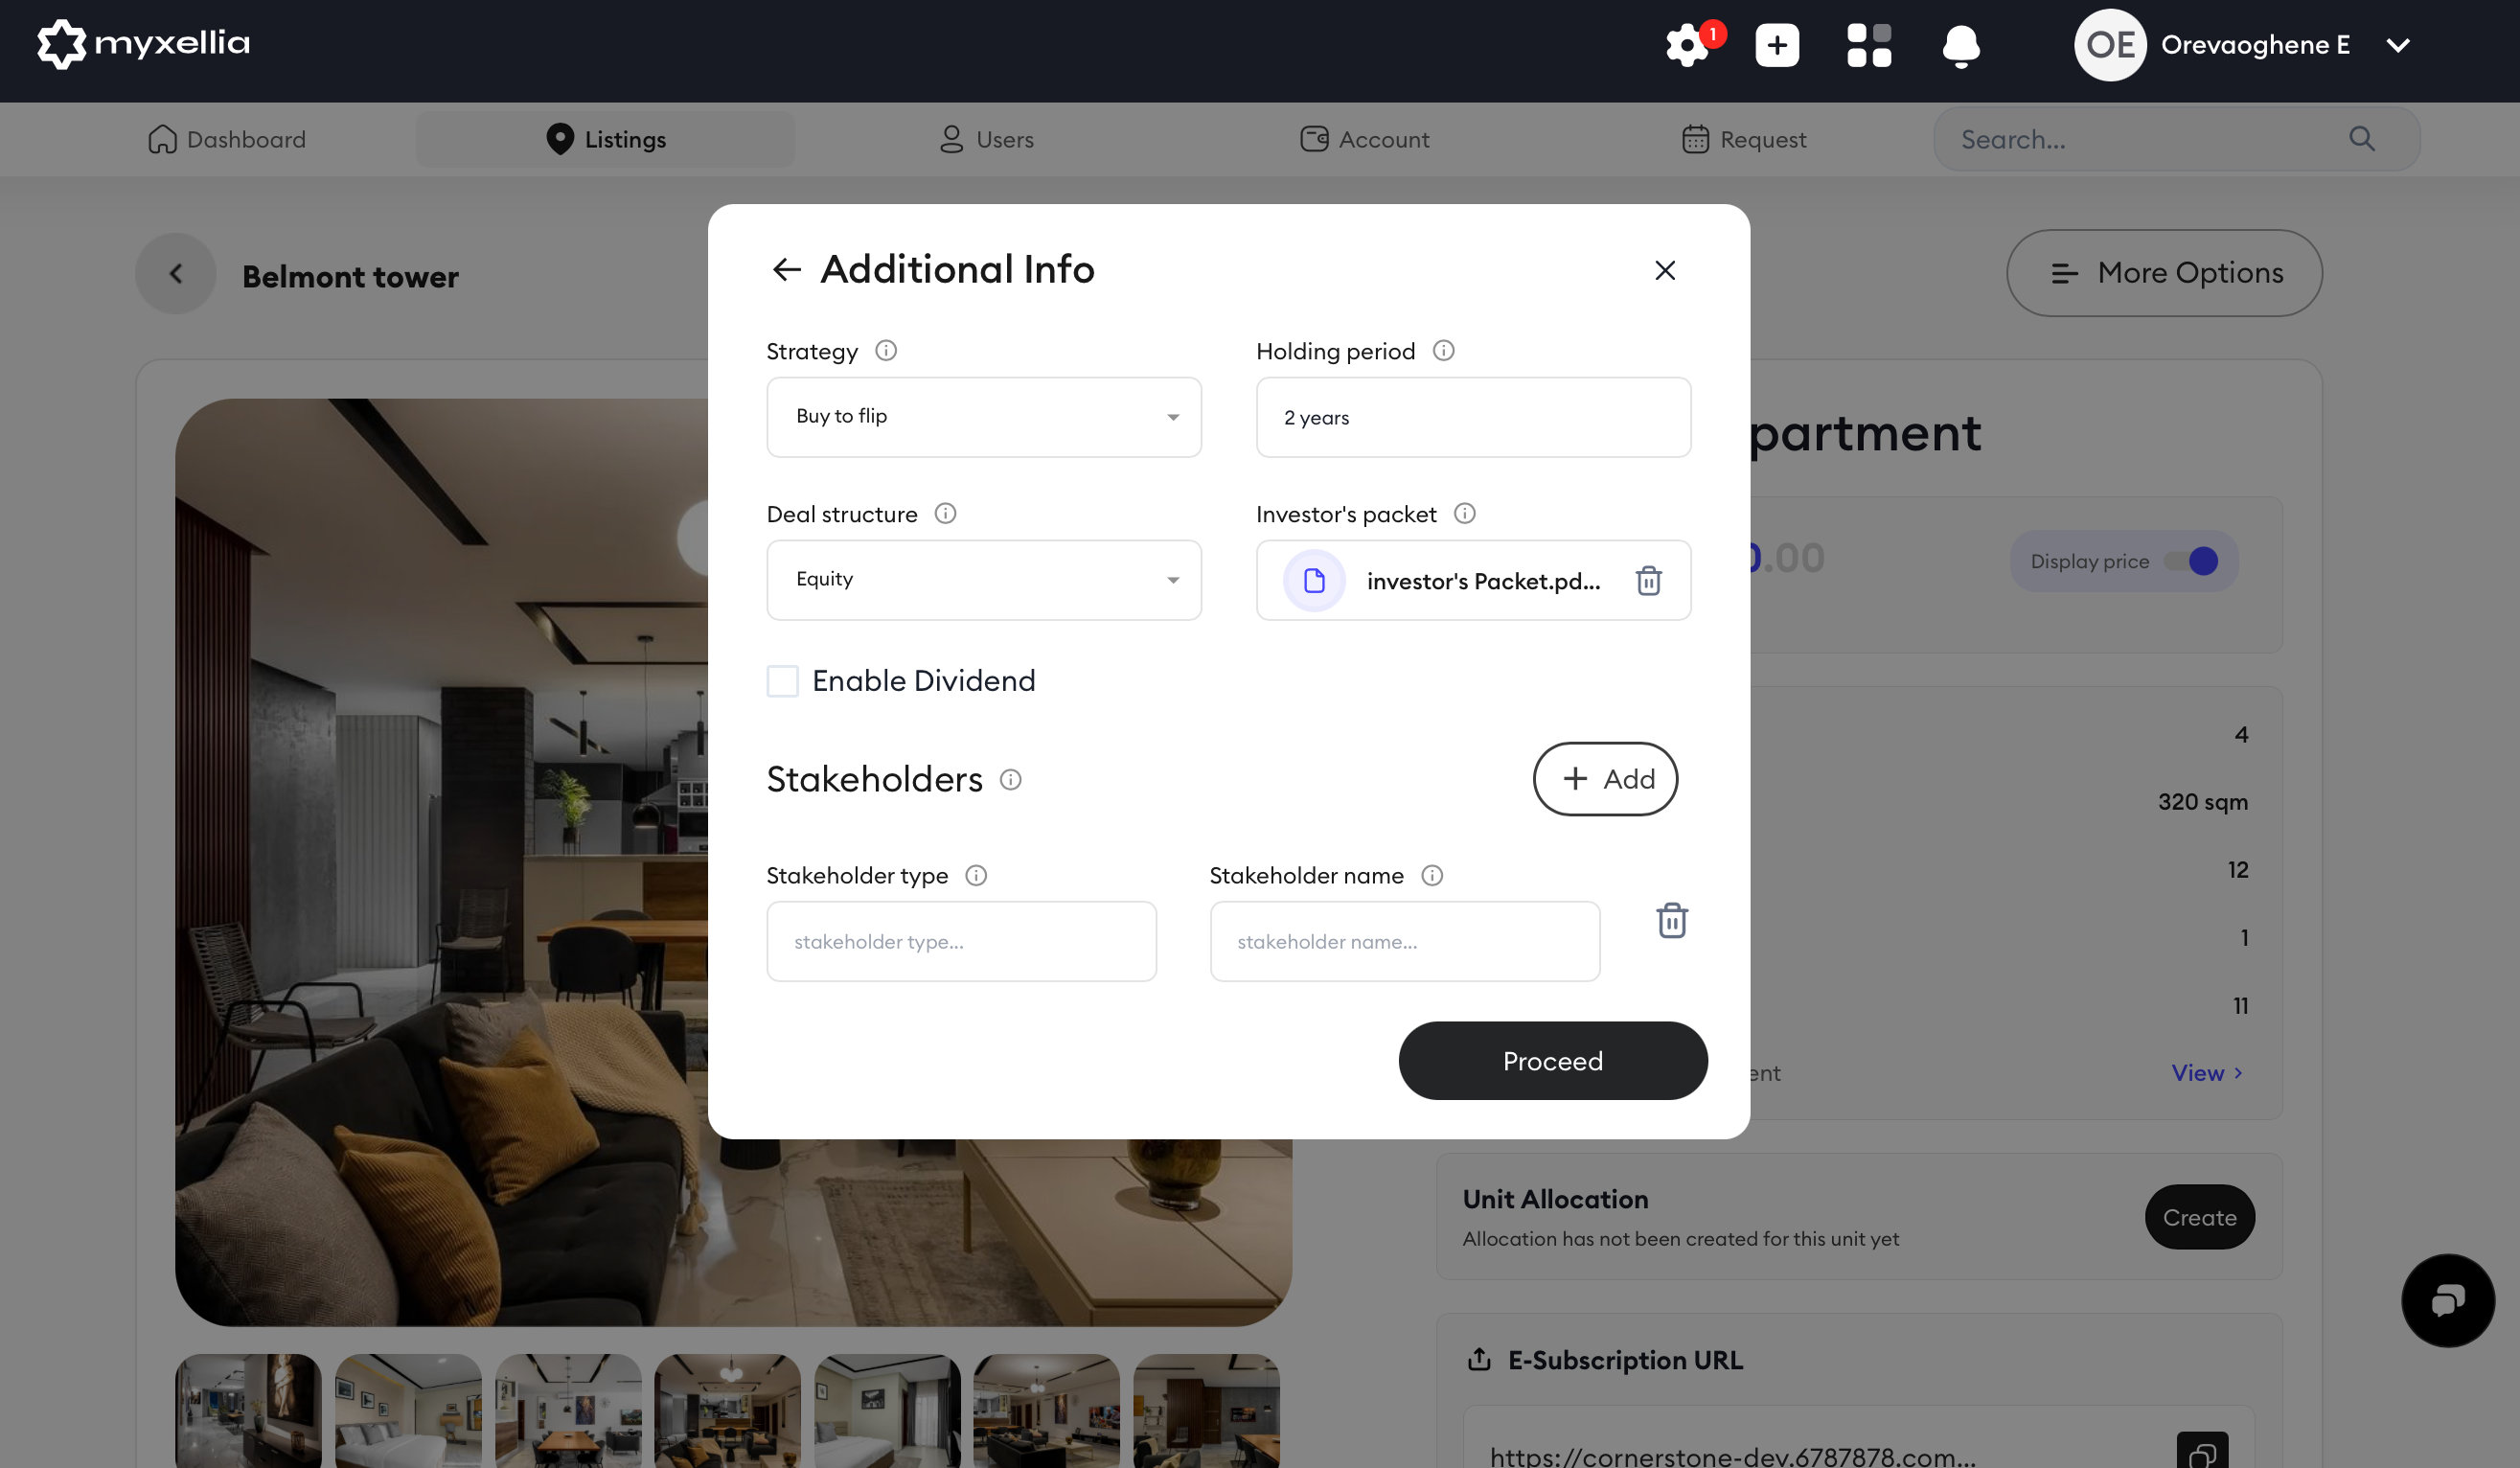 myxellia
1
OE
Orevaoghene E
Dashboard
Listings
Users
Account
Request
Search...
Belmont tower
More Options
Additional Info
Strategy
Holding period
Buy to flip
2 years
Deal structure
Investor's packet
Equity
investor's Packet.pd...
Enable Dividend
Stakeholders
Add
Stakeholder type
Stakeholder name
stakeholder type...
stakeholder name...
Proceed
partment
.00
Display price
4
320 sqm
12
1
11
ent
View
Unit Allocation
Allocation has not been created for this unit yet
Create
E-Subscription URL
https://cornerstone-dev.6787878.com...